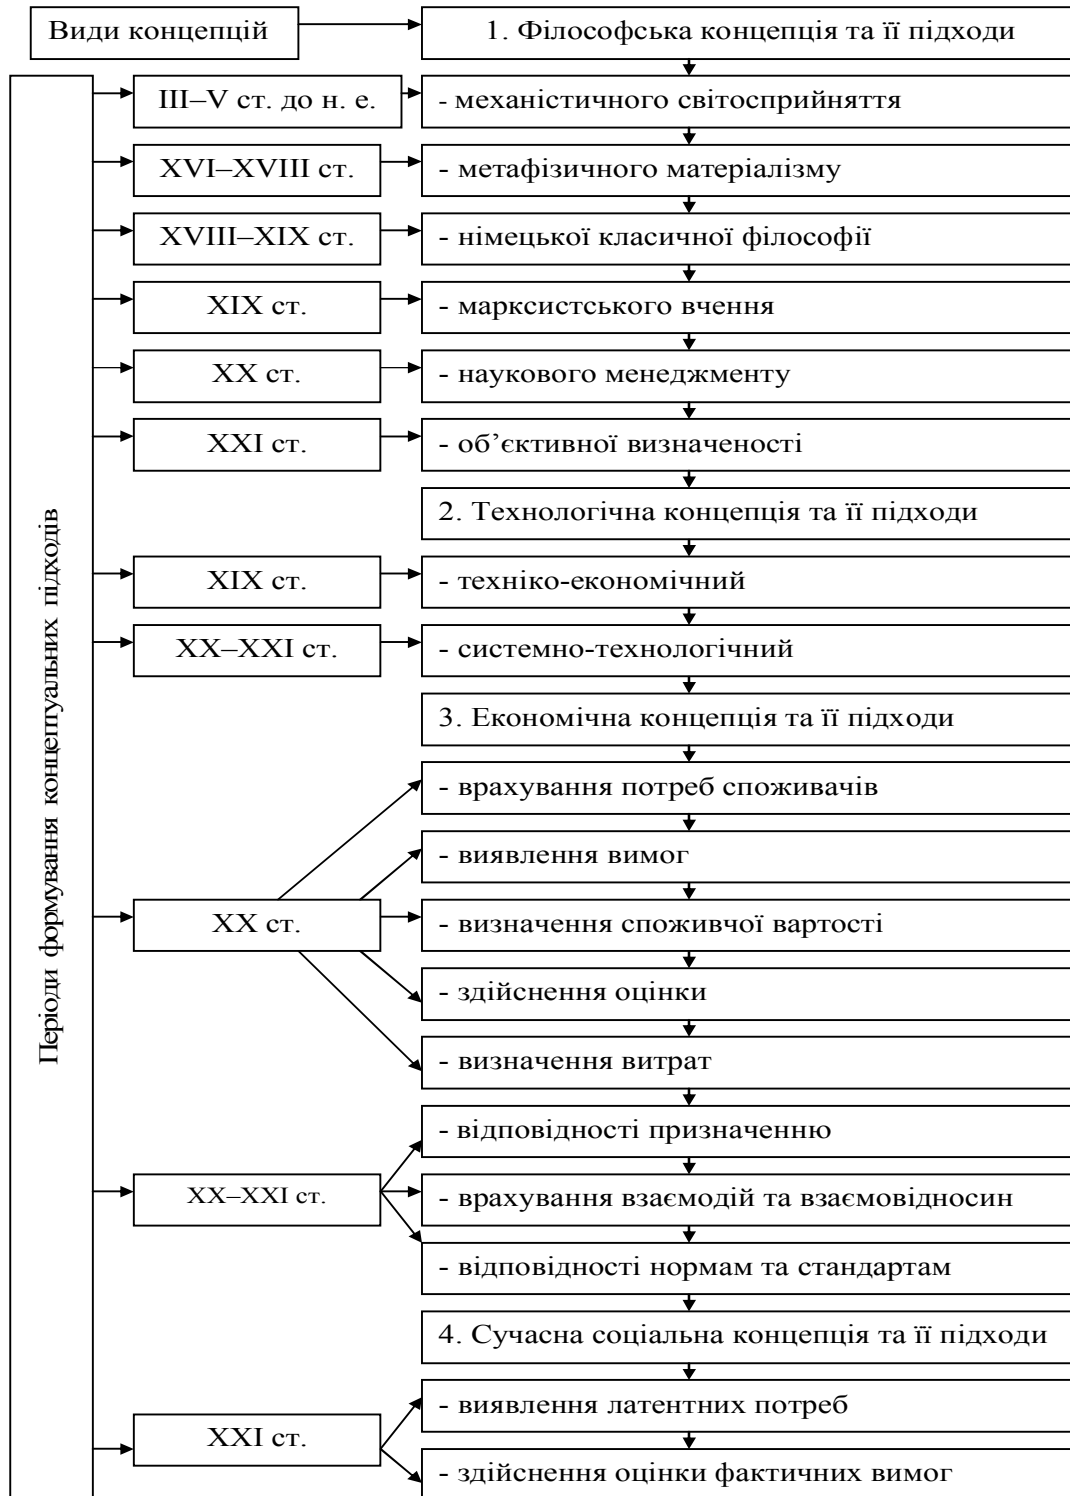 Види концепцій
1. Філософська концепція та її підходи
III–V ст. до н. е.
- механістичного світосприйняття
XVI–XVIII ст.
- метафізичного матеріалізму
XVIII–XIX ст.
- німецької класичної філософії
XIX ст.
- марксистського вчення
XX ст.
- наукового менеджменту
XXI ст.
- об’єктивної визначеності
2. Технологічна концепція та її підходи
XIX ст.
- техніко-економічний
XX–XXI ст.
- системно-технологічний
3. Економічна концепція та її підходи
- врахування потреб споживачів
- виявлення вимог
XX ст.
- визначення споживчої вартості
- здійснення оцінки
- визначення витрат
- відповідності призначенню
XX–XXI ст.
- врахування взаємодій та взаємовідносин
- відповідності нормам та стандартам
4. Сучасна соціальна концепція та її підходи
- виявлення латентних потреб
XXI ст.
- здійснення оцінки фактичних вимог
Періоди формування концептуальних підходів